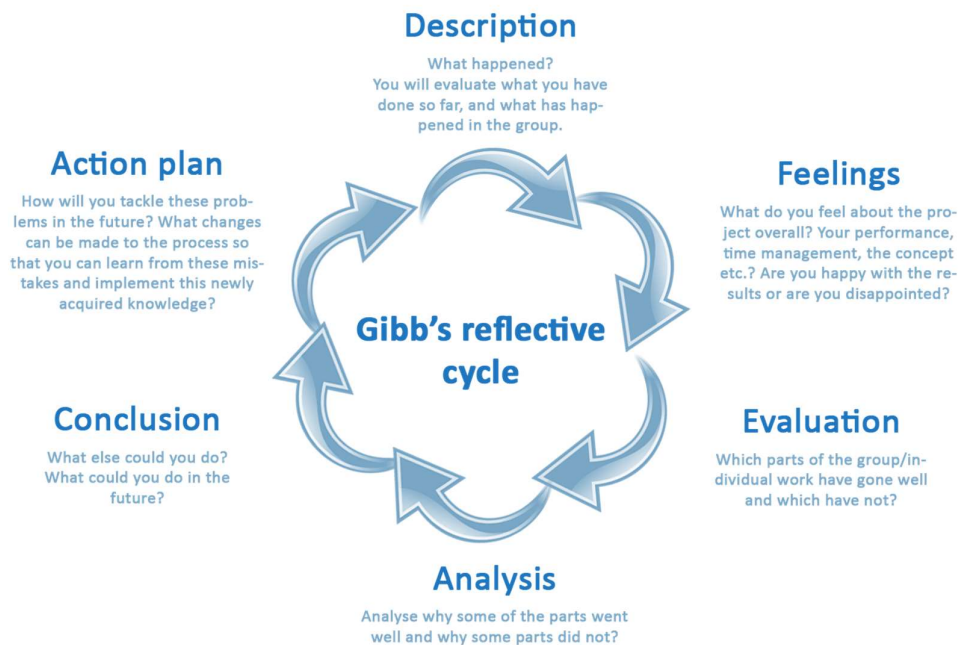 Description
What happened?
You will evaluate what you have
done so far, and what has hap-
pened in the group.
Feelings
What do you feel about the pro-
ject overall? Your performance,
time management, the concept
etc.? Are you happy with the re-
sults or are you disappointed?
Evaluation
Which parts of the group/in-
dividual work have gone well
and which have not?
Analysis
Analyse why some of the parts went
well and why some parts did not?
Conclusion
What else could you do?
What could you do in the
future?
Action plan
How will you tackle these prob-
lems in the future? What changes
can be made to the process so
that you can learn from these mis-
takes and implement this newly
acquired knowledge?
Gibb's reflective
cycle